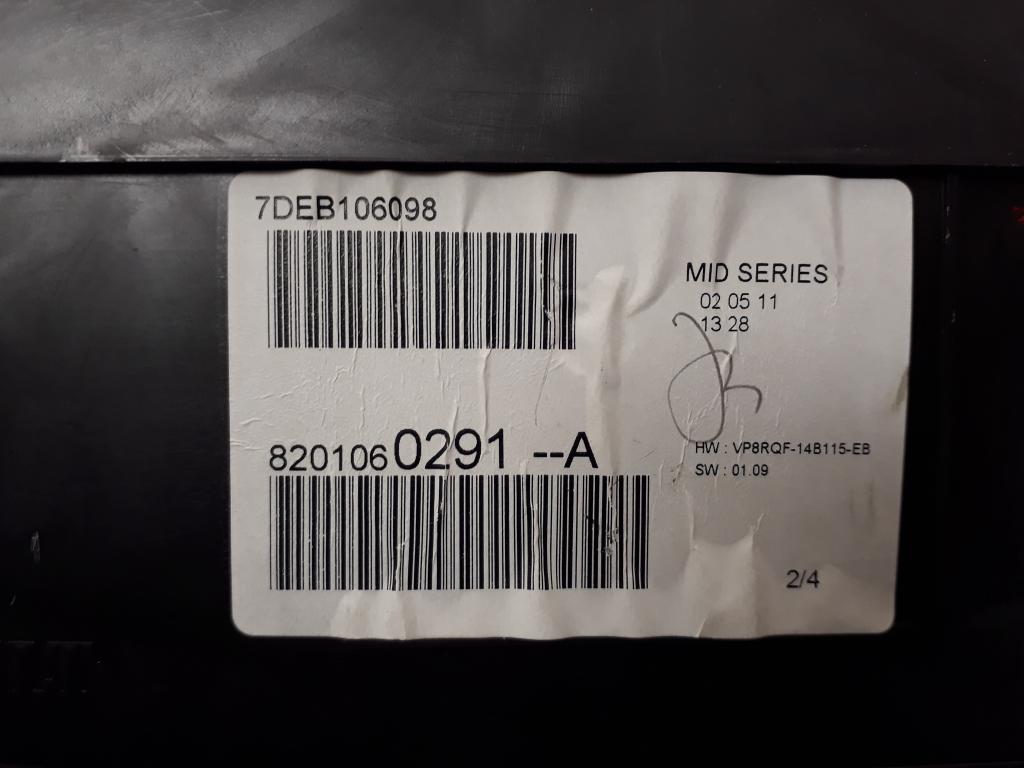 7DEB106098
MID SERIES
02 05 11
13 28
8201060291 --A
HW : VP8RQF-14B115-EB
SW : 01.09
2/4